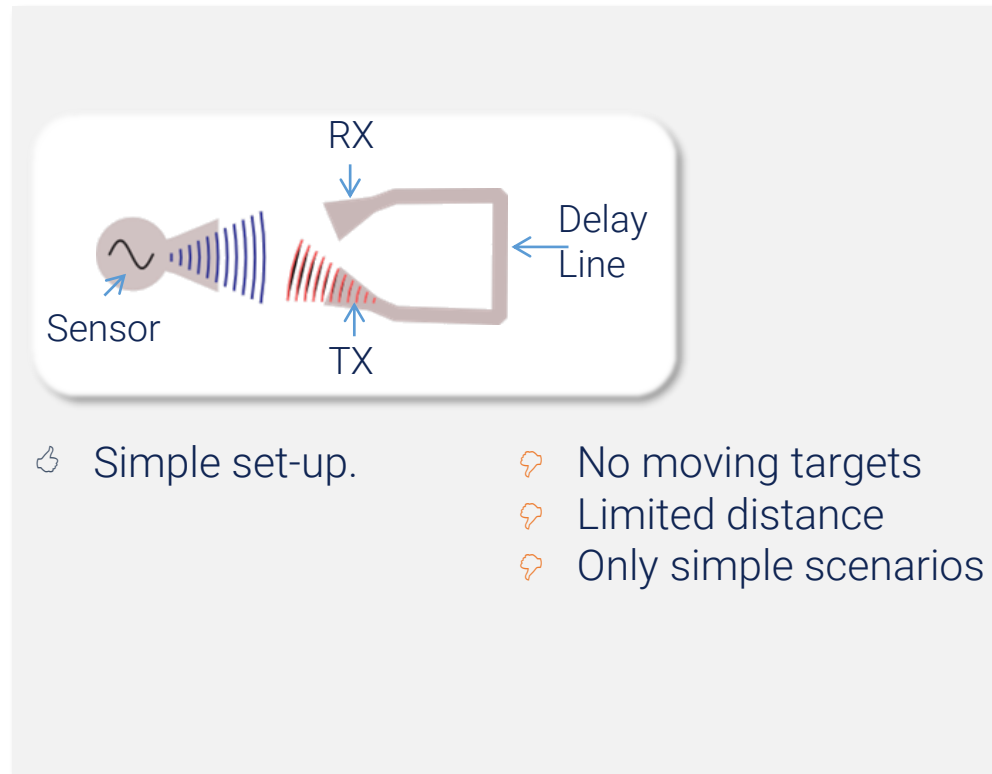 RX
Delay
Line
Sensor
TX
Simple set-up.
No moving targets
Limited distance
Only simple scenarios